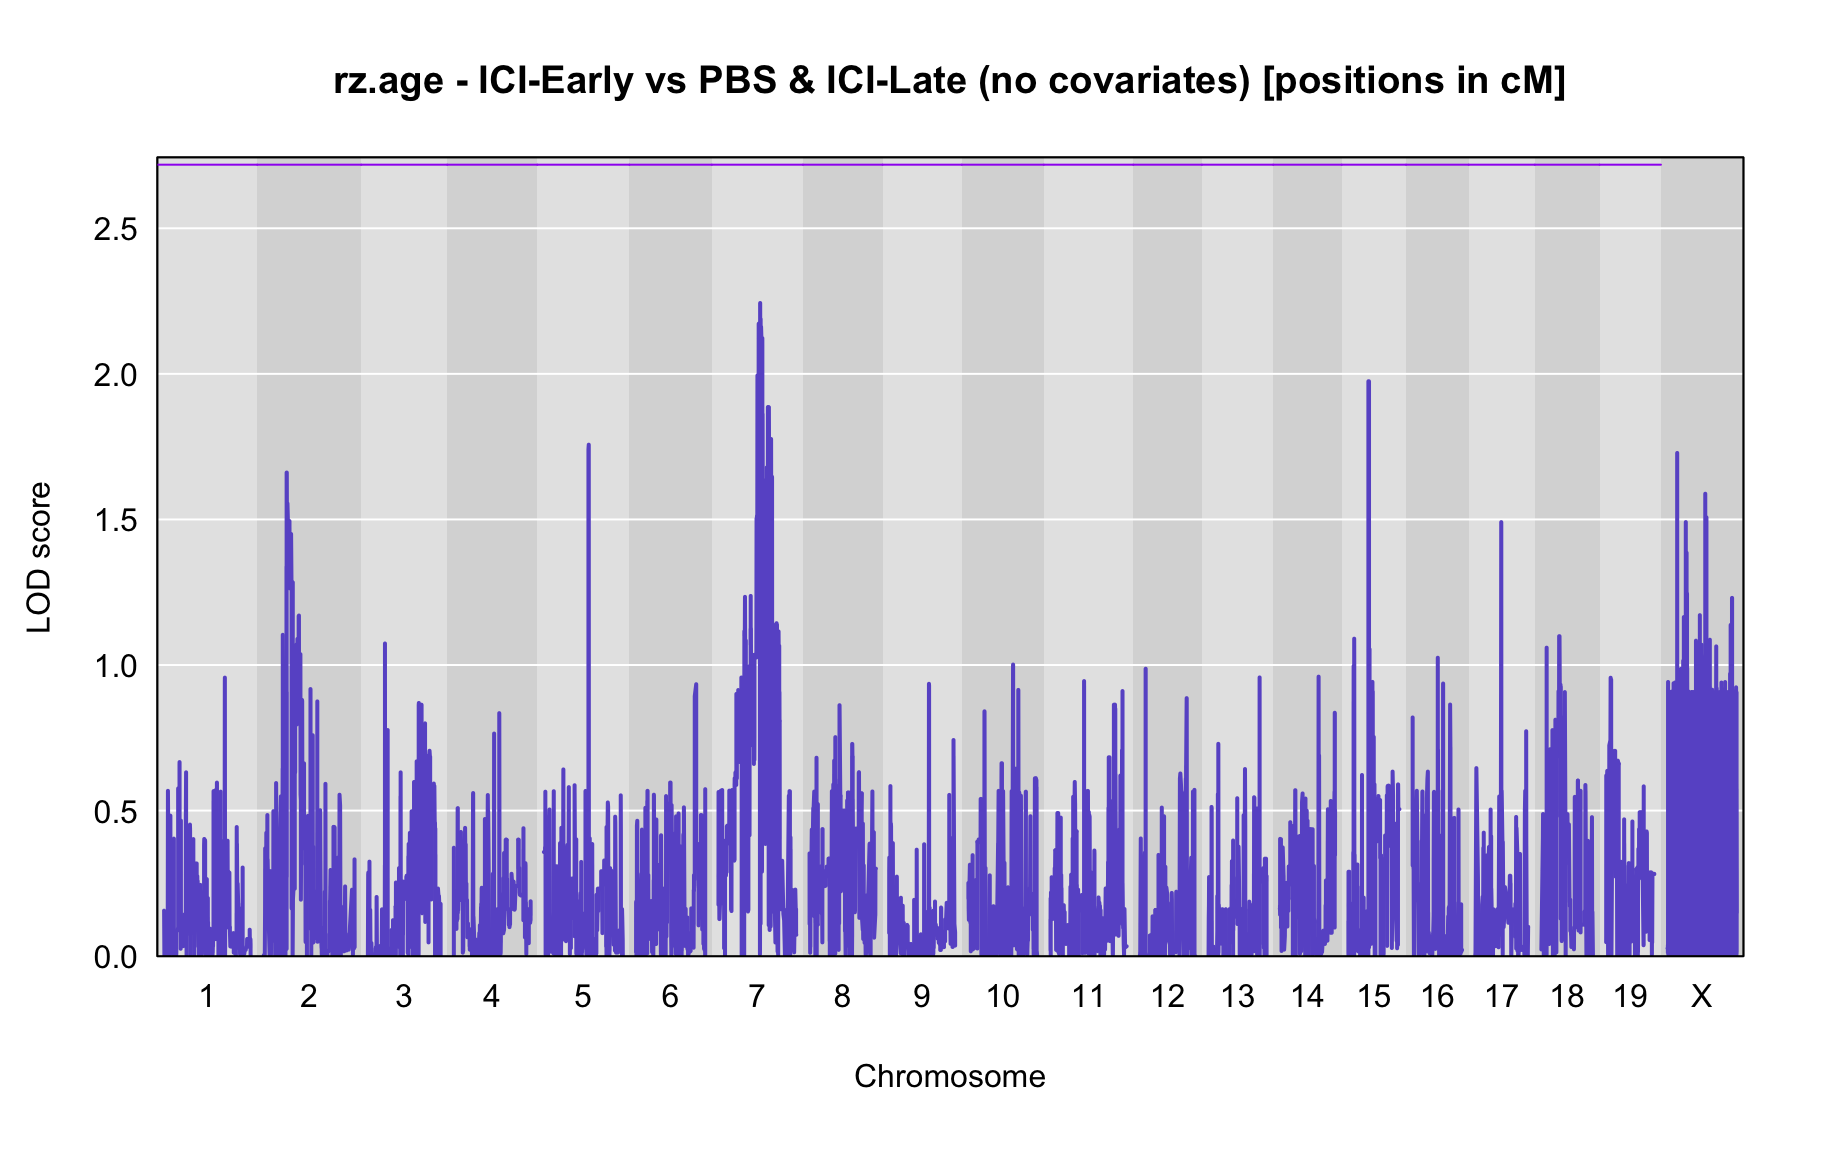 rz.age - ICI-Early vs PBS & ICI-Late (no covariates) [positions in cM]
2.5
2.0
1.5
1.0
0.5
0.0
LOD score
1 2 3 4 5 6 7 8 9 10 11 12 13 14 15 16 17 18 19 X
Chromosome